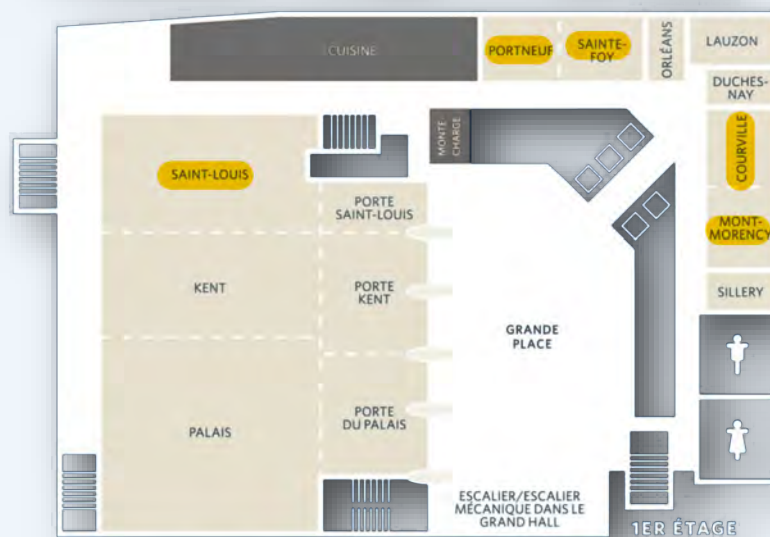 CUISINE
PORTNEUF
SAINTE-
FOY
ORLÉANS
LAUZON
DUCHES-
NAY
COURVILLE
MONT-
MORENCY
SILLERY
MONTE
CHARGE
SAINT-LOUIS
PORTE
SAINT-LOUIS
KENT
PORTE
KENT
GRANDE
PLACE
PALAIS
PORTE
DU PALAIS
ESCALIER/ESCALIER
MÉCANIQUE DANS LE
GRAND HALL
1ER ÉTAGE